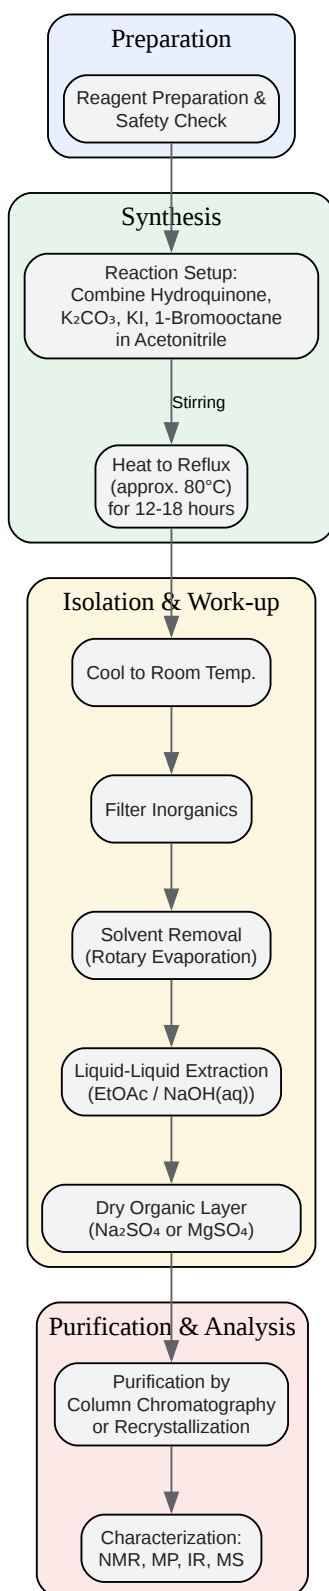 Preparation
Reagent Preparation &
Safety Check
Synthesis
Reaction Setup:
Combine Hydroquinone,
K₂CO₃, KI, 1-Bromooctane
in Acetonitrile
Stirring
Heat to Reflux
(approx. 80°C)
for 12-18 hours
Isolation & Work-up
Cool to Room Temp.
Filter Inorganics
Solvent Removal
(Rotary Evaporation)
Liquid-Liquid Extraction
(EtOAc / NaOH(aq))
Dry Organic Layer
(Na₂SO₄ or MgSO₄)
Purification & Analysis
Purification by
Column Chromatography
or Recrystallization
Characterization:
NMR, MP, IR, MS